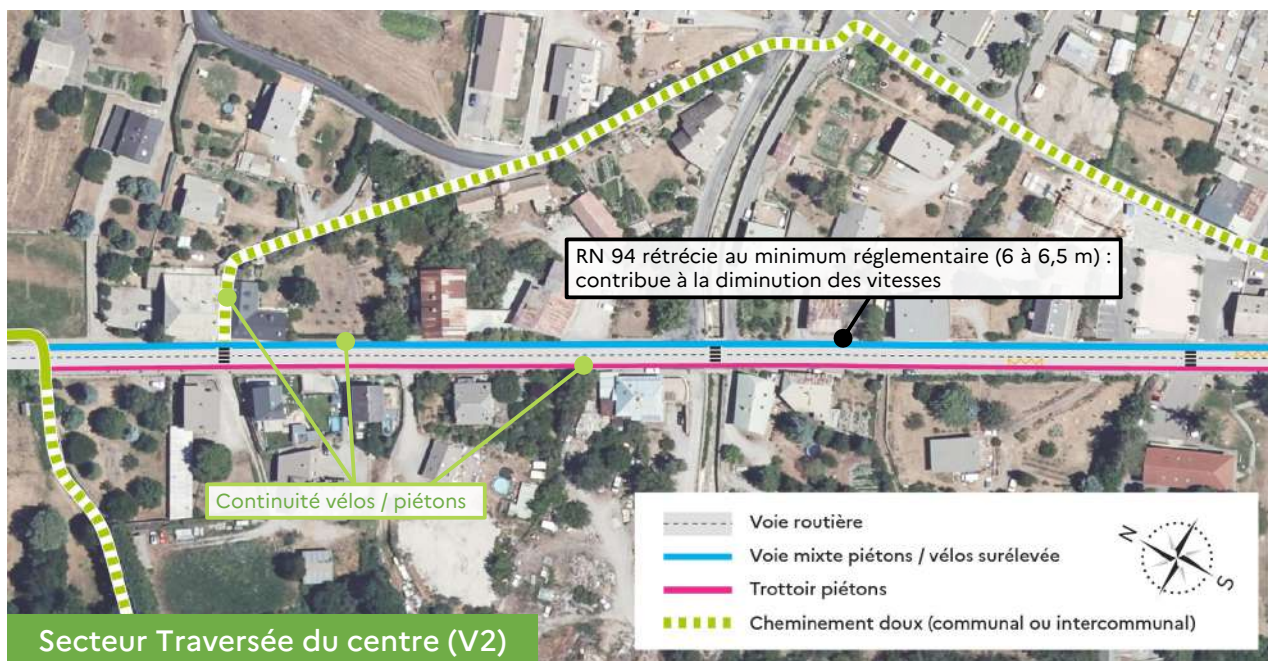 RN 94 rétrécie au minimum réglementaire (6 à 6,5 m) :
contribue à la diminution des vitesses
Continuité vélos / piétons
Voie routière
Voie mixte piétons / vélos surélevée
Trottoir piétons
Cheminement doux (communal ou intercommunal)
N
S
Secteur Traversée du centre (V2)